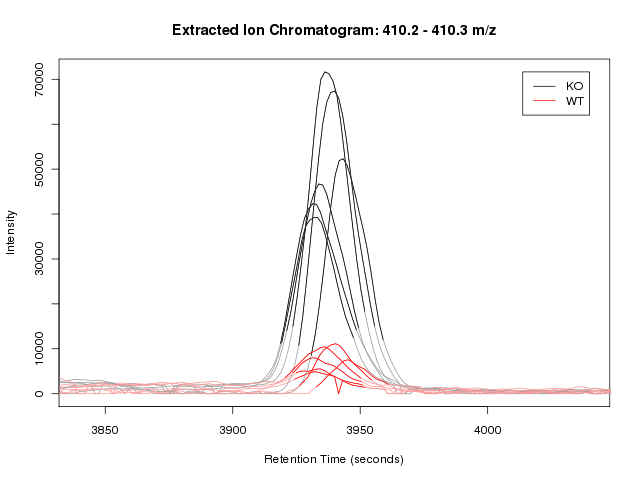 Extracted Ion Chromatogram: 410.2 - 410.3 m/z
KO
WT
70000
50000
30000
10000
0
Intensity
3850 3900 3950 4000
Retention Time (seconds)